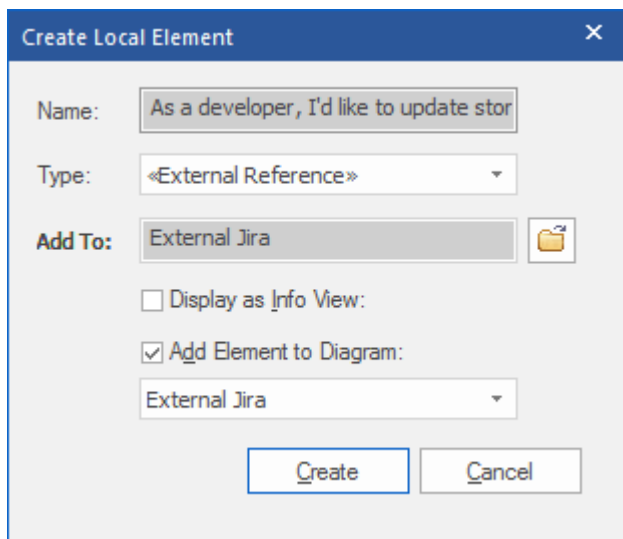 Create Local Element
Name: As a developer, I'd like to update stor
Type: «External Reference»
Add To: External Jira
Display as Info View:
Add Element to Diagram:
External Jira
Create Cancel